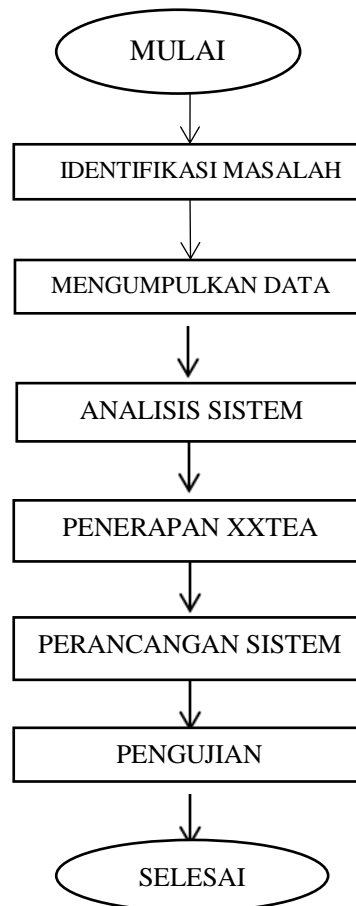 MULAI
IDENTIFIKASI MASALAH
MENGUMPULKAN DATA
ANALISIS SISTEM
PENERAPAN XXTEA
PERANCANGAN SISTEM
PENGUJIAN
SELESAI